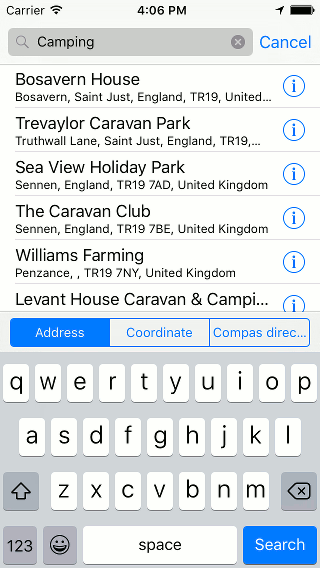 Carrier 4:06 PM
Camping Cancel
Bosavern House
Bosavern, Saint Just, England, TR19, United...
Trevaylor Caravan Park
Truthwall Lane, Saint Just, England, TR19,...
Sea View Holiday Park
Sennen, England, TR19 7AD, United Kingdom
The Caravan Club
Sennen, England, TR19 7BE, United Kingdom
Williams Farming
Penzance, , TR19 7NY, United Kingdom
Levant House Caravan & Campi...
Address Coordinate Compas direc...
q w e r t y u i o p
a s d f g h j k l
z x c v b n m
123 space Search